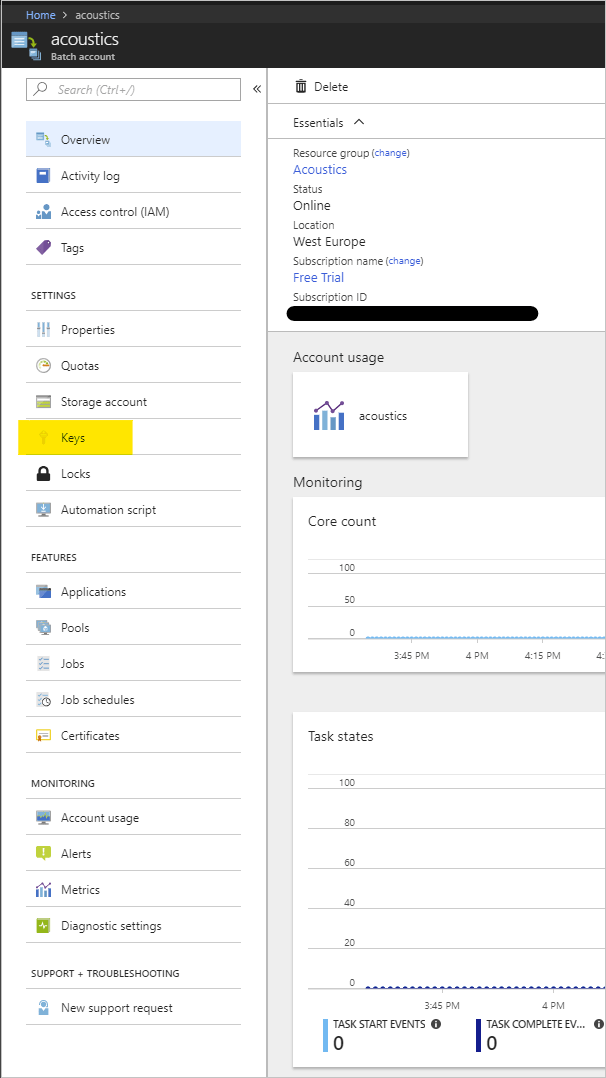 Home > acoustics
acoustics
Batch account
Search (Ctrl+/)
«
Overview
Activity log
Access control (IAM)
Tags
SETTINGS
Properties
Quotas
Storage account
Keys
Locks
Automation script
FEATURES
Applications
Pools
Jobs
Job schedules
Certificates
MONITORING
Account usage
Alerts
Metrics
Diagnostic settings
SUPPORT + TROUBLESHOOTING
New support request
Delete
Essentials
Resource group (change)
Acoustics
Status
Online
Location
West Europe
Subscription name (change)
Free Trial
Subscription ID
Account usage
acoustics
Monitoring
Core count
100
50
0
3:45 PM 4 PM 4:15 PM 4:
Task states
100
80
60
40
20
0
3:45 PM 4 PM
TASK START EVENTS TASK COMPLETE EV...
0 0